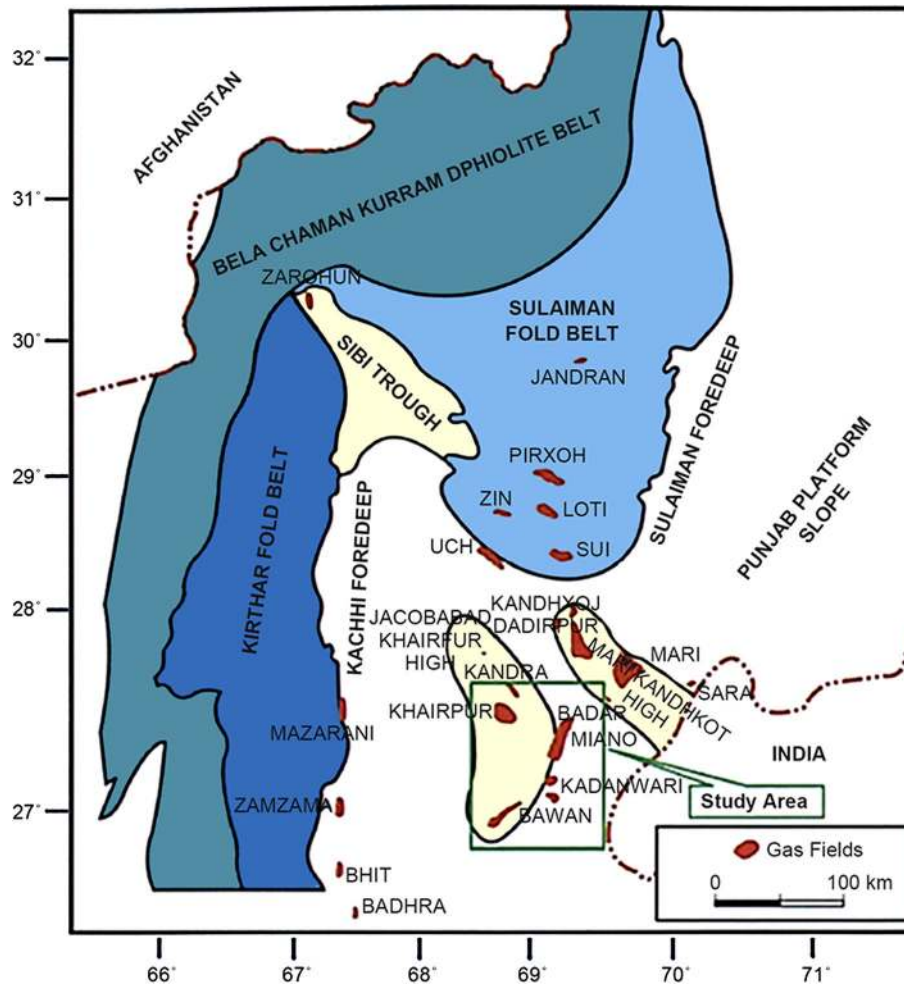 32°
31°
30°
29°
28°
27°
AFGHANISTAN
BELA CHAMAN KURRAM DPHIOLITE BELT
ZAROHUN
SULAIMAN
FOLD BELT
JANDRAN
SIBI TROUGH
SULAIMAN FOREDEEP
PUNJAB PLATFORM
SLOPE
PIRXOH
ZIN
LOTI
UCH
SUI
KIRTHAR FOLD BELT
KACHHI FOREDEEP
JACOBABAD
KHAIRFUR
HIGH
KANDHXOJ
DADIRPUR
MARI
MARI KANDHKOT
HIGH
SARA
KANDRA
KHAIRPUR
BADAR
MIANO
INDIA
MAZARANI
KADANWARI
Study Area
ZAMZAMA
BAWAN
BHIT
BADHRA
Gas Fields
0 100 km
66° 67° 68° 69° 70° 71°